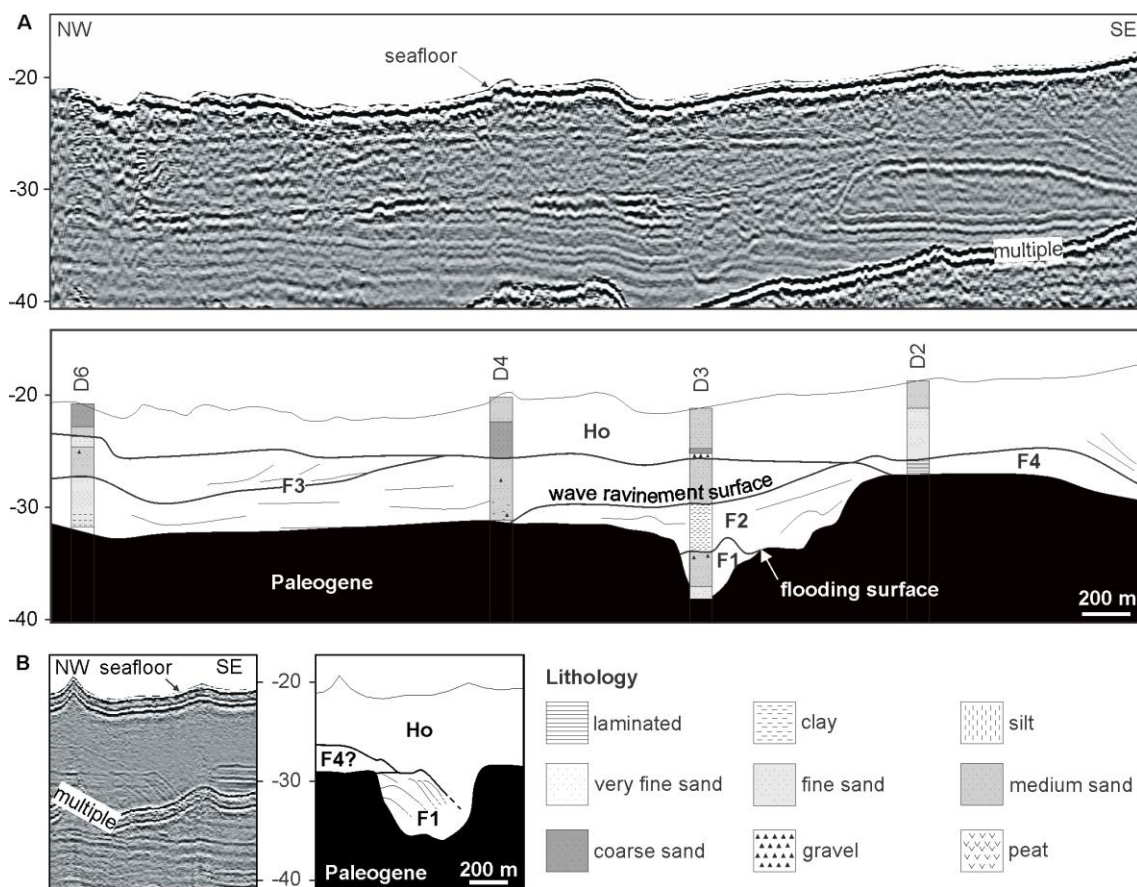 A
NW
SE
seafloor
-20
-30
-40
multiple
D6
D4
D3
D2
-20
-30
-40
Ho
F3
wave ravinement surface
F4
F2
F1
Paleogene
flooding surface
200 m
B
NW seafloor SE
multiple
-20
-30
-40
Ho
F4?
F1
Paleogene
200 m
Lithology
laminated
clay
silt
very fine sand
fine sand
medium sand
coarse sand
gravel
peat